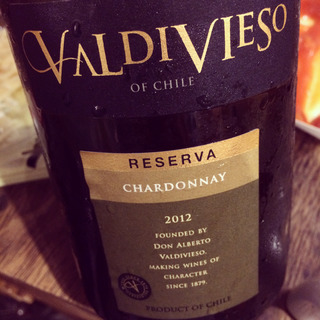 VALDIVIESO
OF CHILE
RESERVA
CHARDONNAY
2012
FOUNDED BY
DON ALBERTO
VALDIVIESO.
MAKING WINES OF
CHARACTER
SINCE 1879.
PRODUCT OF CHILE